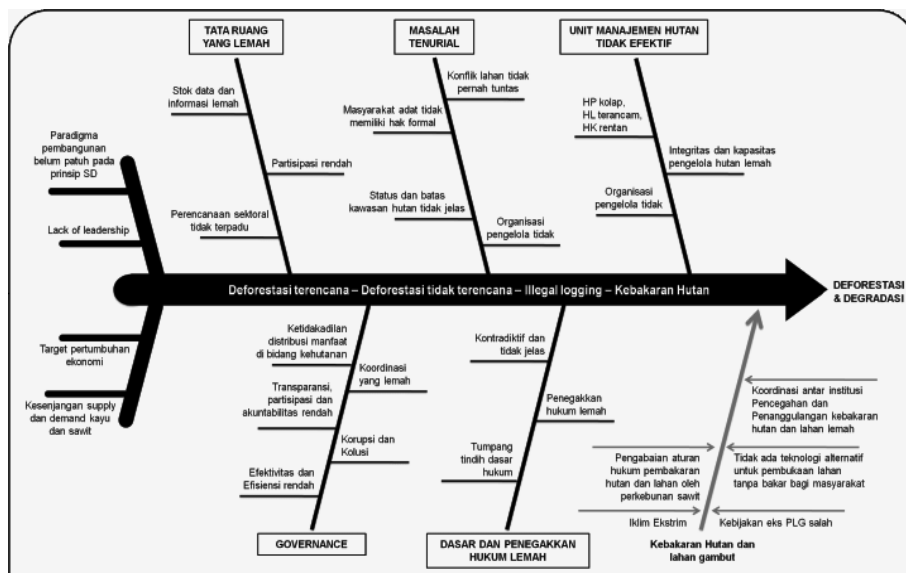 TATA RUANG
YANG LEMAH
MASALAH
TENURIAL
UNIT MANAJEMEN HUTAN
TIDAK EFEKTIF
Stok data dan
informasi lemah
Partisipasi rendah
Perencanaan sektoral
tidak terpadu
Konflik lahan tidak
pernah tuntas
Masyarakat adat tidak
memiliki hak formal
Status dan batas
kawasan hutan tidak jelas
Organisasi
pengelola tidak
HP kolap,
HL terancam,
HK rentan
Integritas dan kapasitas
pengelola hutan lemah
Organisasi
pengelola tidak
Paradigma
pembangunan
belum patuh pada
prinsip SD
Lack of leadership
Deforestasi terencana – Deforestasi tidak terencana – Illegal logging – Kebakaran Hutan
DEFORESTASI
& DEGRADASI
Target pertumbuhan
ekonomi
Kesenjangan supply
dan demand kayu
dan sawit
Ketidakadilan
distribusi manfaat
di bidang kehutanan
Koordinasi
yang lemah
Transparansi,
partisipasi dan
akuntabilitas rendah
Korupsi dan
Kolusi
Efektivitas dan
Efisiensi rendah
GOVERNANCE
Kontradiktif dan
tidak jelas
Penegakkan
hukum lemah
Tumpang
tindih dasar
hukum
DASAR DAN PENEGAKKAN
HUKUM LEMAH
Koordinasi antar institusi
Pencegahan dan
Penanggulangan kebakaran
hutan dan lahan lemah
Pengabaian aturan
hukum pembakaran
hutan dan lahan oleh
perkebunan sawit
Tidak ada teknologi alternatif
untuk pembukaan lahan
tanpa bakar bagi masyarakat
Iklim Ekstrim
Kebijakan eks PLG salah
Kebakaran Hutan dan
lahan gambut